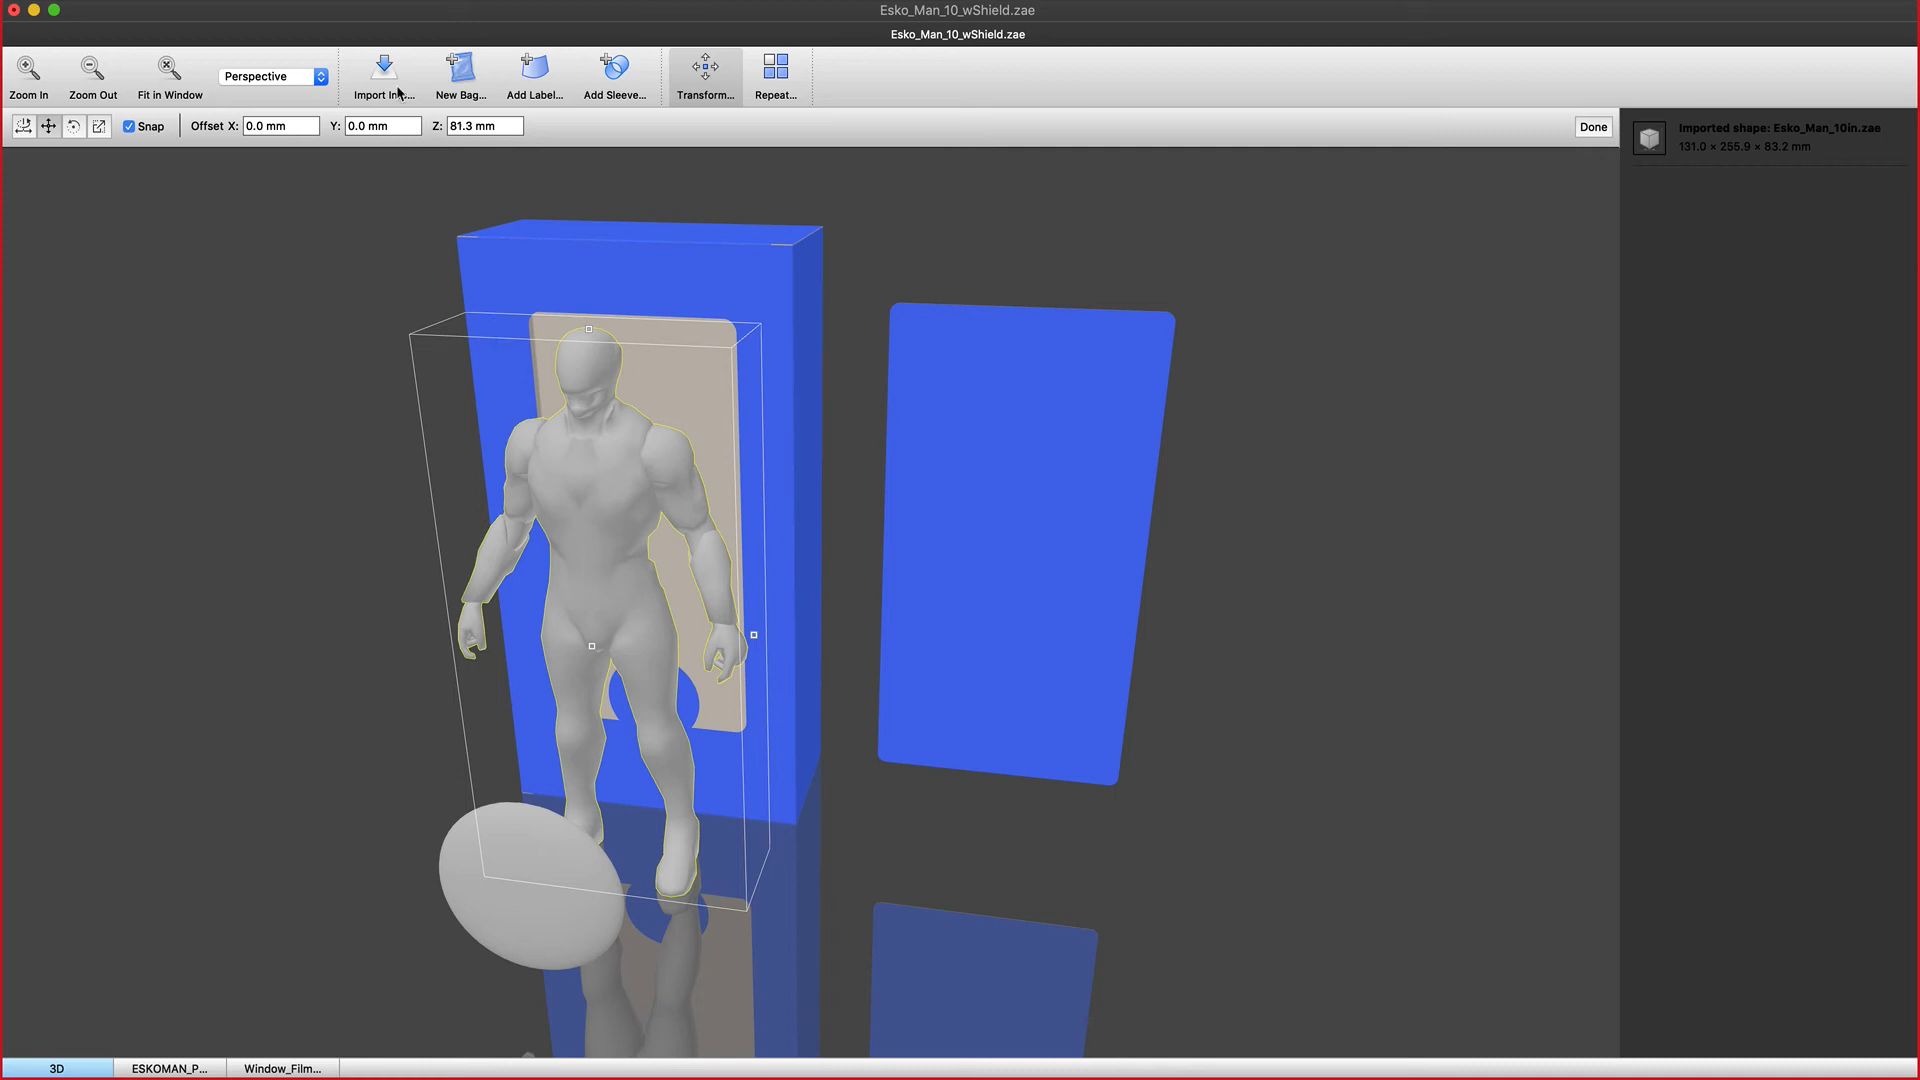 Esko_Man_10_wShield.zae
Esko_Man_10_wShield.zae
Zoom In Zoom Out Fit in Window Perspective Import In... New Bag... Add Label... Add Sleeve... Transform... Repeat...
Snap Offset X: 0.0 mm Y: 0.0 mm Z: 81.3 mm Done
Imported shape: Esko_Man_10in.zae
131.0 × 255.9 × 83.2 mm
3D ESKOMAN_P... Window_Film...